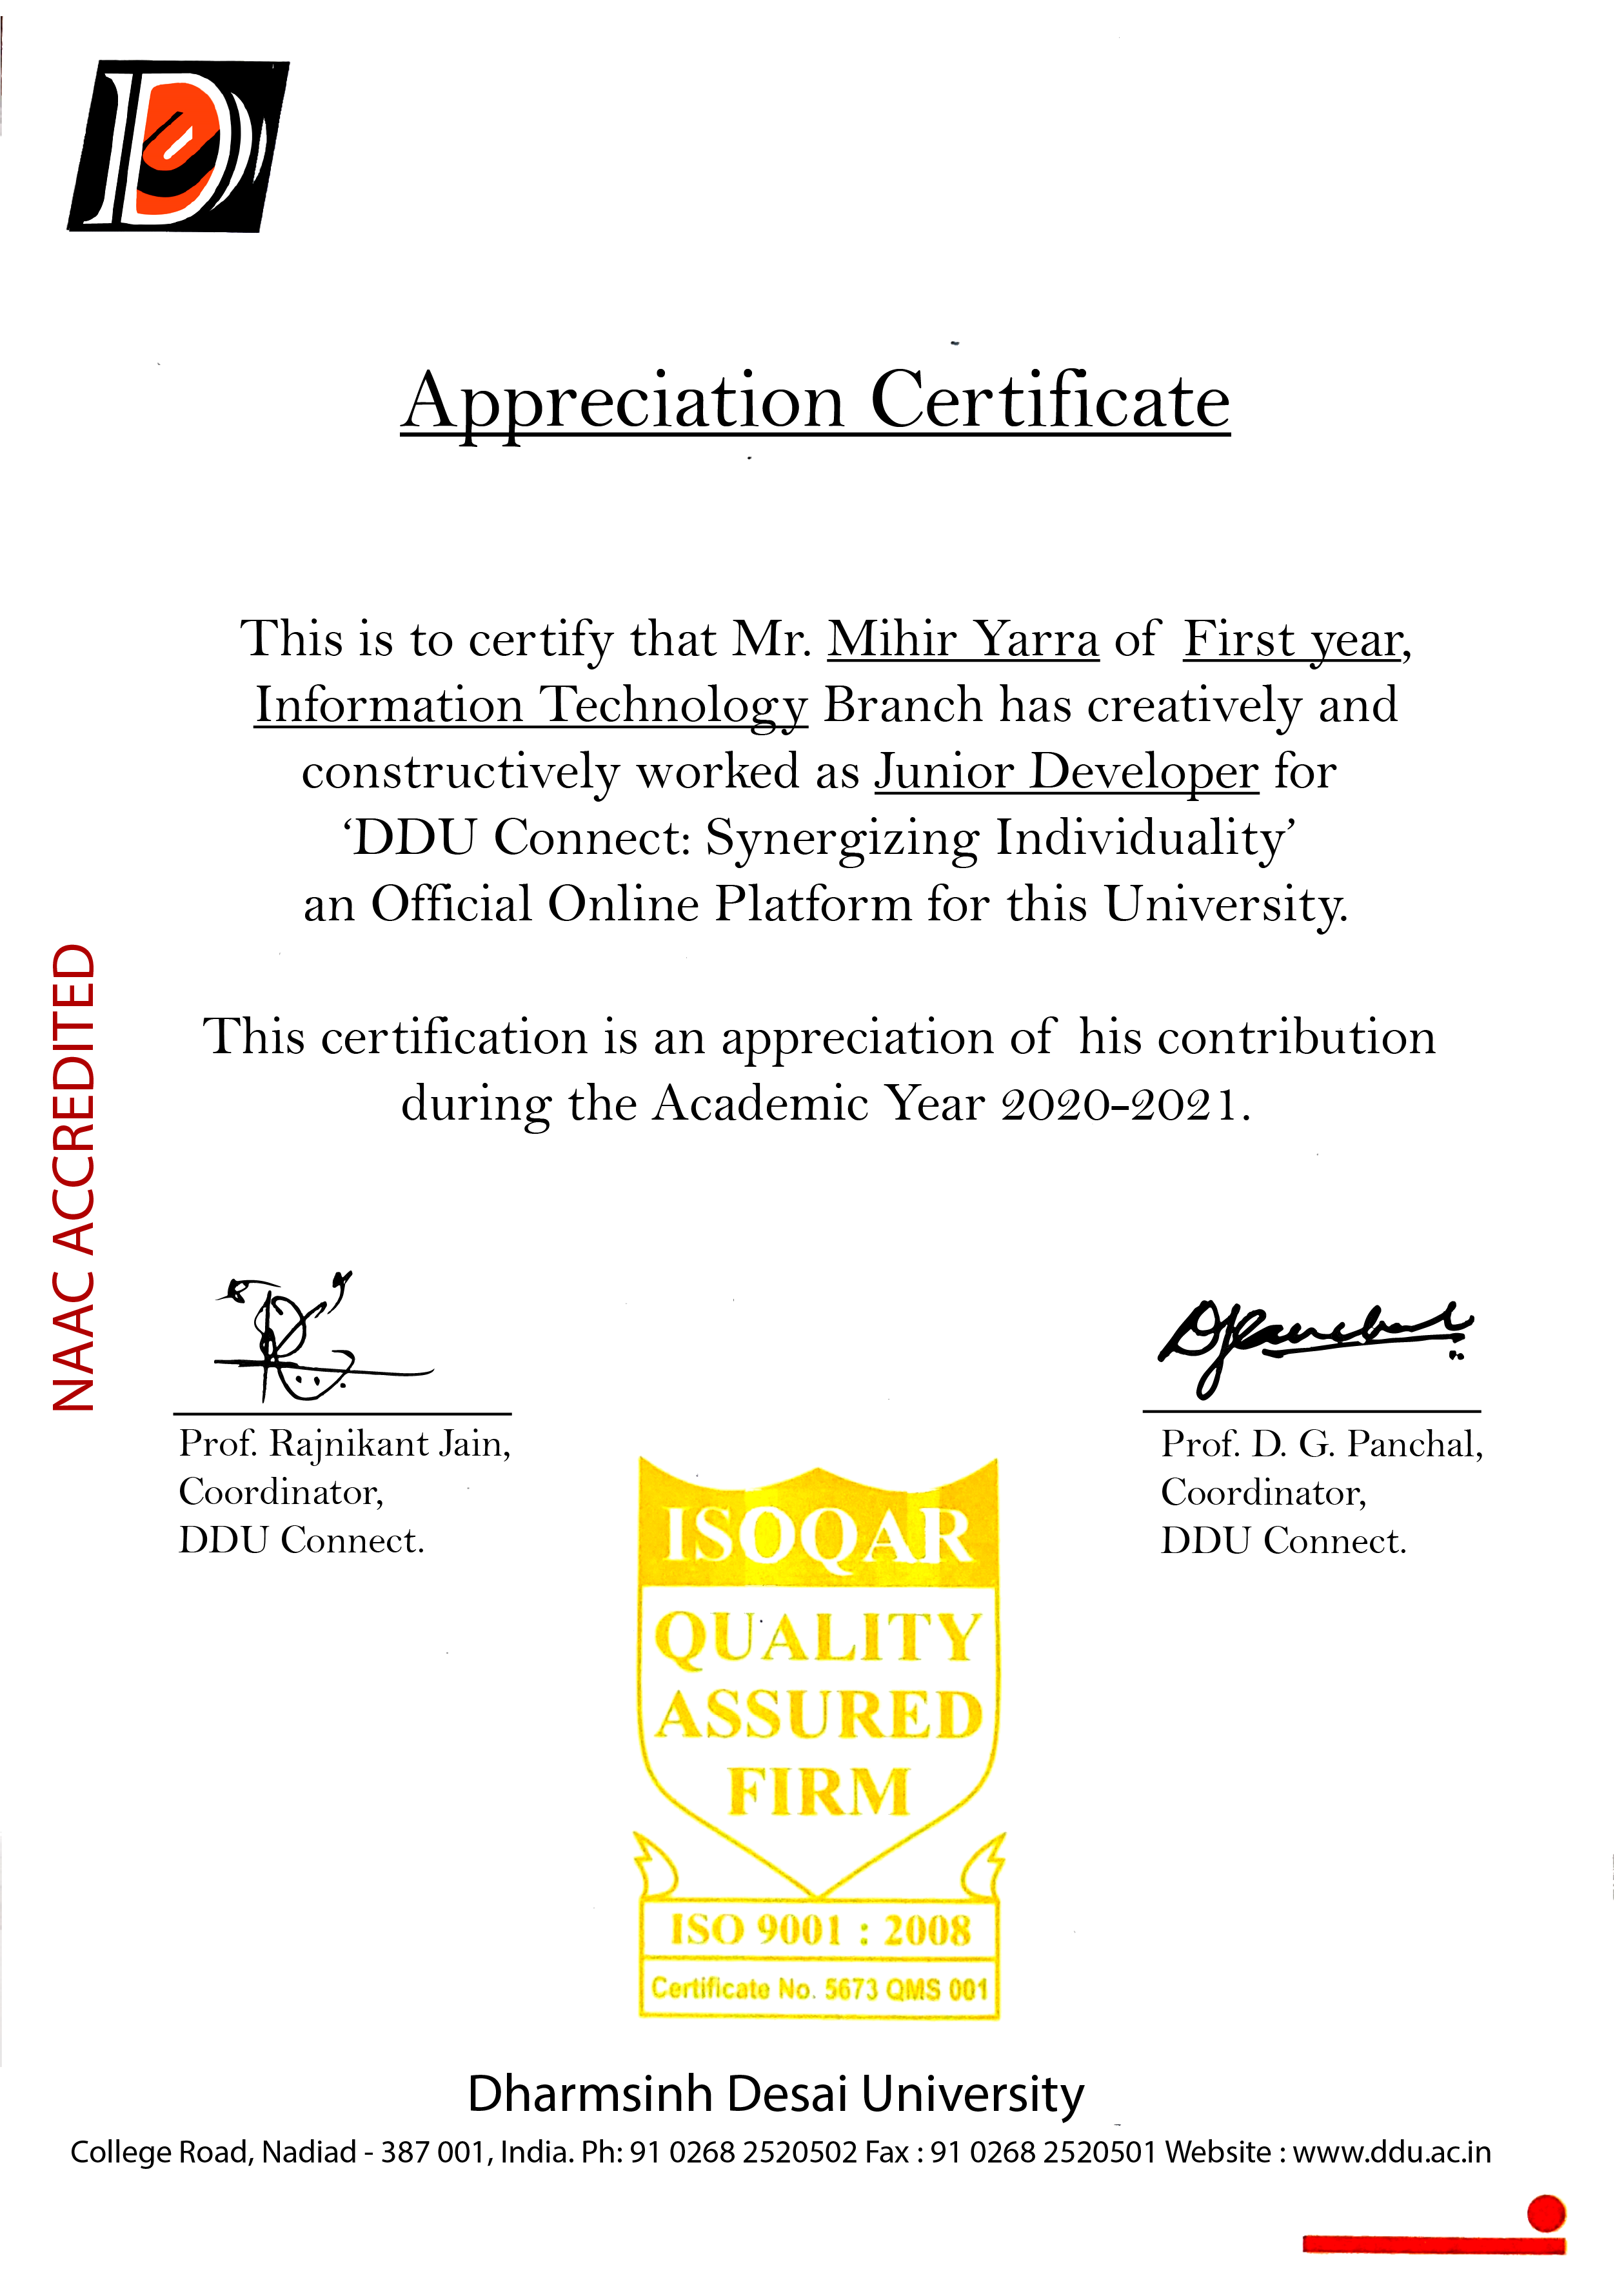 Appreciation Certificate
This is to certify that Mr. Mihir Yarra of First year,
Information Technology Branch has creatively and
constructively worked as Junior Developer for
‘DDU Connect: Synergizing Individuality’
an Official Online Platform for this University.
This certification is an appreciation of his contribution
during the Academic Year 2020-2021.
NAAC ACCREDITED
Prof. Rajnikant Jain,
Coordinator,
DDU Connect.
Prof. D. G. Panchal,
Coordinator,
DDU Connect.
ISOQAR
QUALITY
ASSURED
FIRM
ISO 9001 : 2008
Certificate No. 5673 QMS 001
Dharmsinh Desai University
College Road, Nadiad - 387 001, India. Ph: 91 0268 2520502 Fax : 91 0268 2520501 Website : www.ddu.ac.in